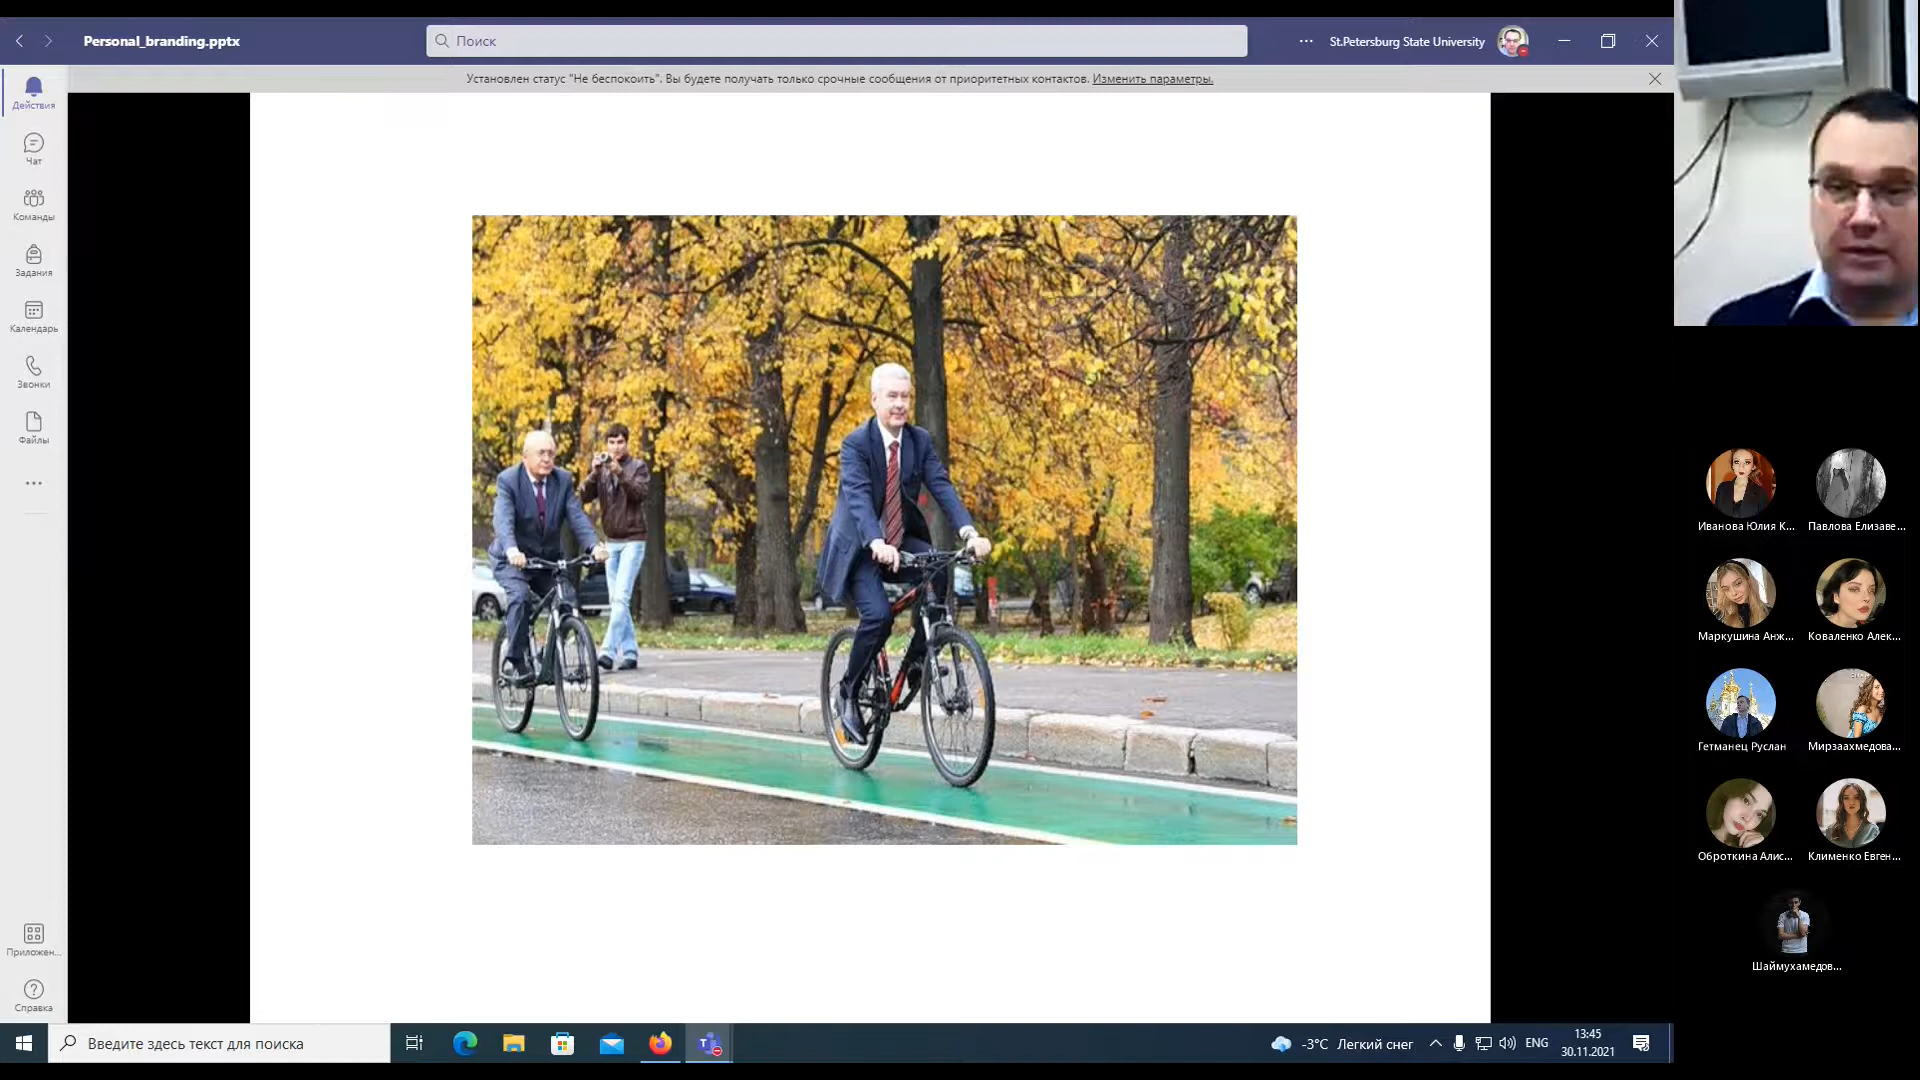 Personal_branding.pptx
Поиск
St.Petersburg State University
Установлен статус "Не беспокоить". Вы будете получать только срочные сообщения от приоритетных контактов. Изменить параметры.
Действия
Чат
Команды
Задания
Календарь
Звонки
Файлы
Приложен...
Справка
Иванова Юлия К...
Павлова Елизаве...
Маркушина Анж...
Коваленко Алек...
Гетманец Руслан
Мирзаахмедова...
Оброткина Алис...
Клименко Евген...
Шаймухамедов...
Введите здесь текст для поиска
-3°C Легкий снег
ENG
13:45
30.11.2021